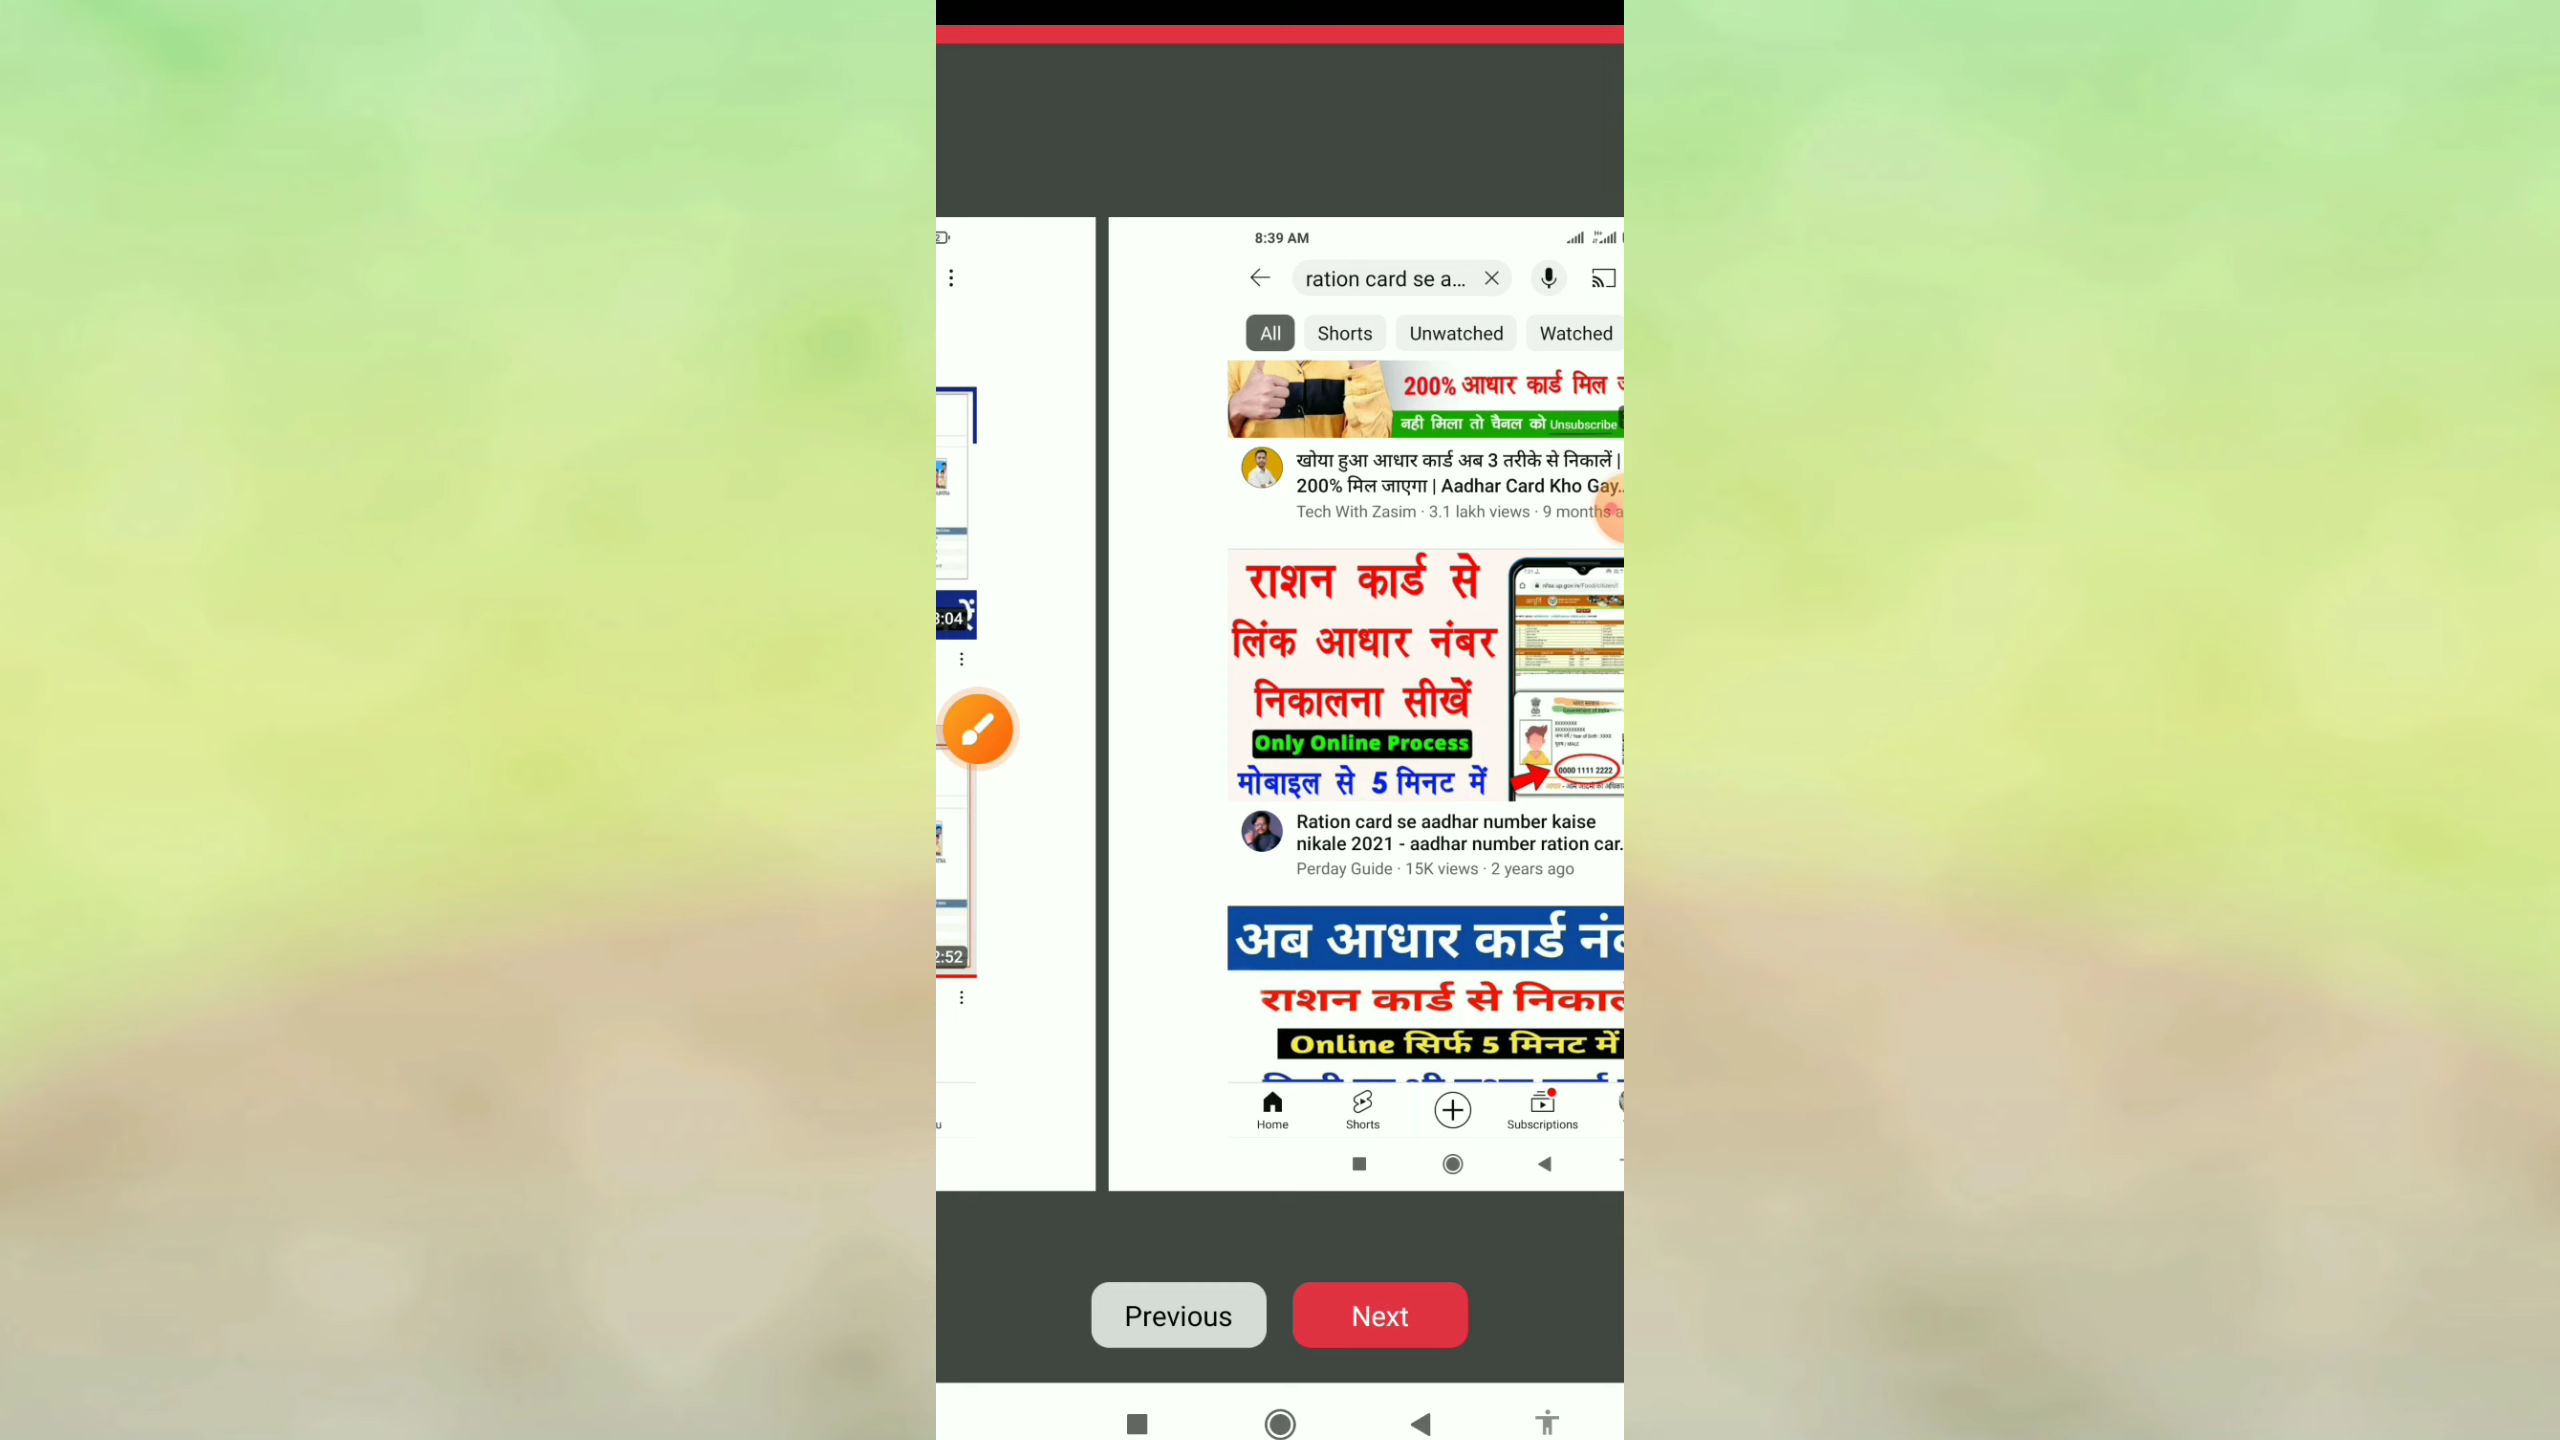 8:39 AM
ration card se a...
All
Shorts
Unwatched
Watched
200% आधार कार्ड मिल
नही मिला तो चैनल को Unsubscribe
खोया हुआ आधार कार्ड अब 3 तरीके से निकालें |
200% मिल जाएगा | Aadhar Card Kho Gay..
Tech With Zasim · 3.1 lakh views · 9 months a
:04
राशन कार्ड से
लिंक आधार नंबर
निकालना सीखें
Only Online Process
मोबाइल से 5 मिनट में
0000 1111 2222
Ration card se aadhar number kaise
nikale 2021 - aadhar number ration car.
Perday Guide · 15K views · 2 years ago
:52
अब आधार कार्ड
राशन कार्ड से
Online सिर्फ 5 मिनट में
Home
Shorts
Subscriptions
Previous
Next